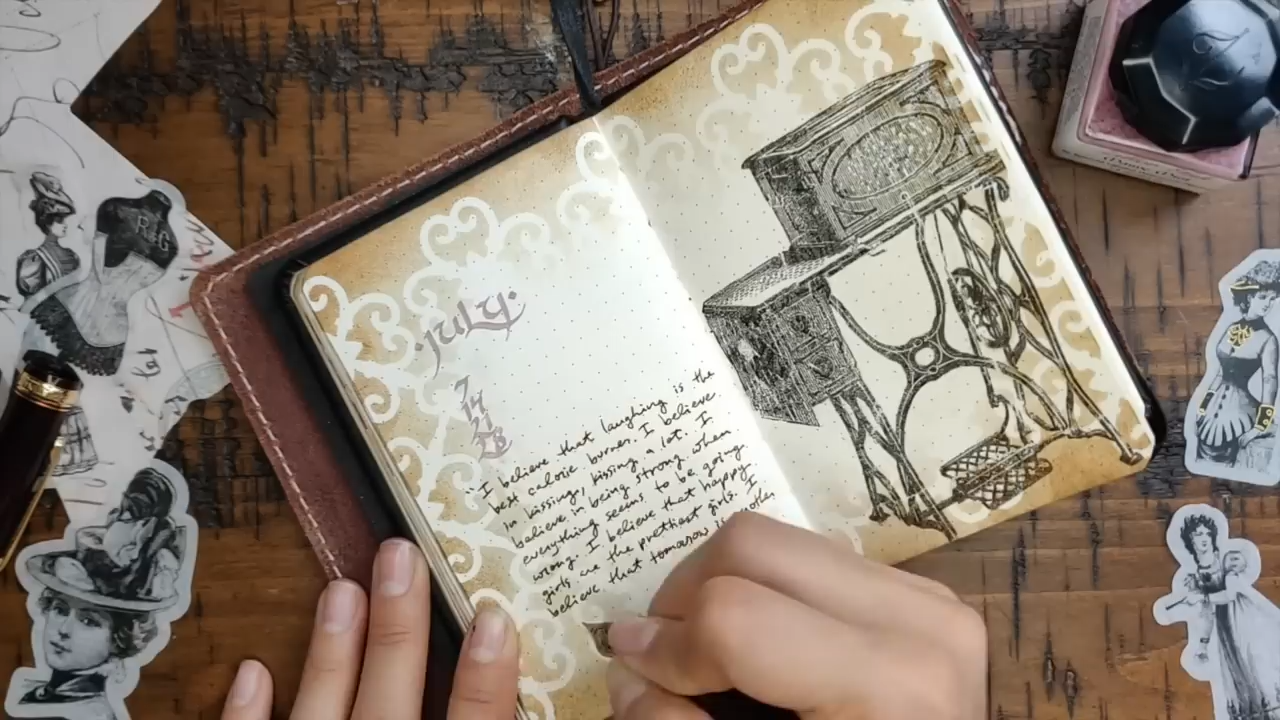 R&G
.july.
7
14
21
28
"I believe that laughing is the
best calorie burner. I believe
in kissing, kissing a lot. I
believe in being strong when
everything seems to be going
wrong. I believe that happy
girls are the prettiest girls. I
believe that tomorrow is another